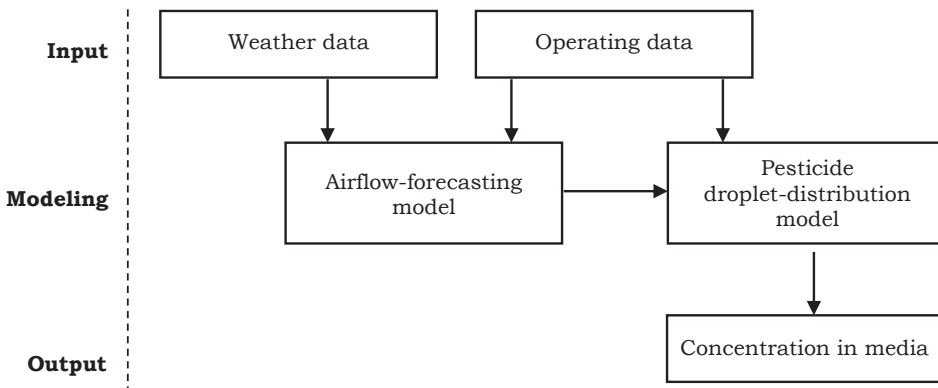 Input
Weather data
Operating data
Modeling
Airflow-forecasting
model
Pesticide
droplet-distribution
model
Output
Concentration in media